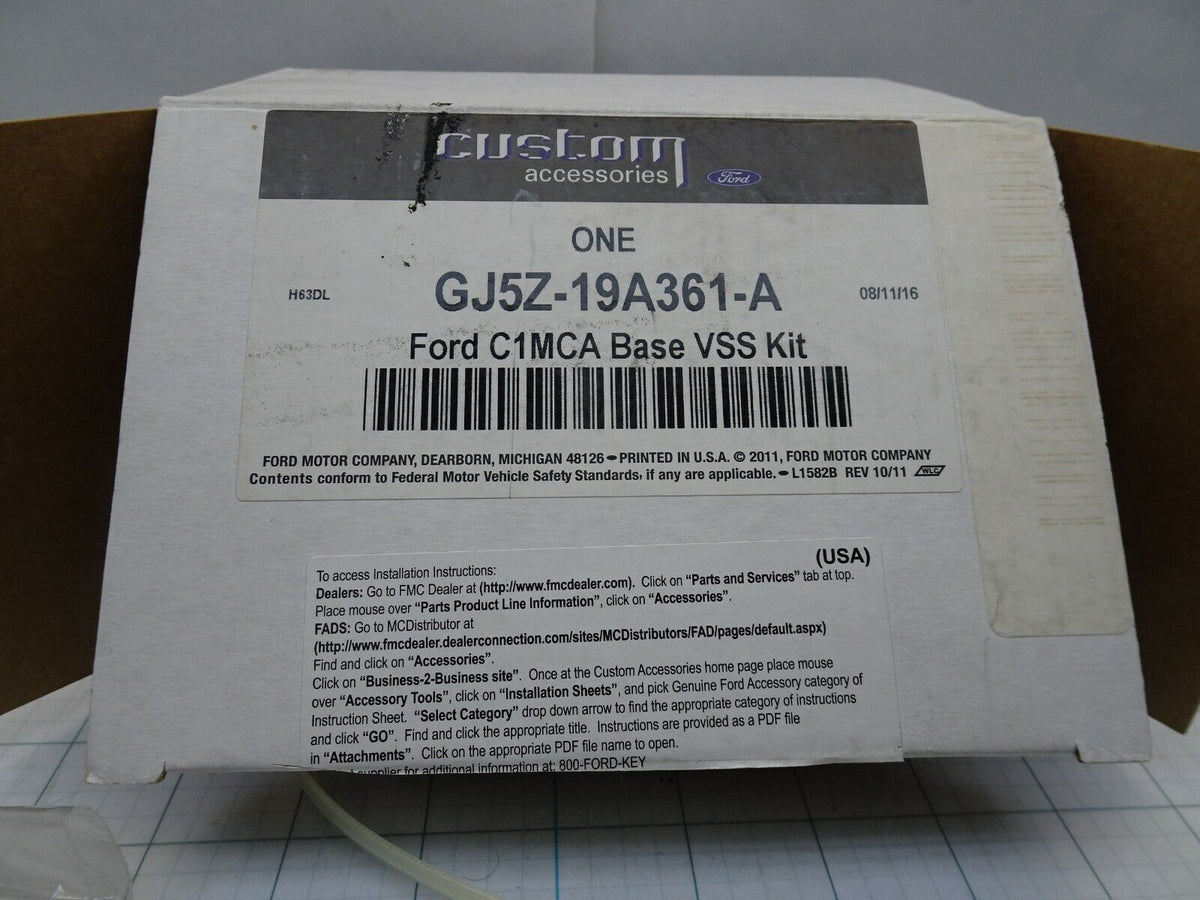 custom
accessories Ford
ONE
H63DL GJ5Z-19A361-A 08/11/16
Ford C1MCA Base VSS Kit
FORD MOTOR COMPANY, DEARBORN, MICHIGAN 48126 PRINTED IN U.S.A. © 2011, FORD MOTOR COMPANY
Contents conform to Federal Motor Vehicle Safety Standards, if any are applicable. L1582B REV 10/11 WLC
(USA)
To access Installation Instructions:
Dealers: Go to FMC Dealer at (http://www.fmcdealer.com). Click on “Parts and Services” tab at top.
Place mouse over “Parts Product Line Information”, click on “Accessories”.
FADS: Go to MCDistributor at
(http://www.fmcdealer.dealerconnection.com/sites/MCDistributors/FAD/pages/default.aspx)
Find and click on “Accessories”.
Click on “Business-2-Business site”. Once at the Custom Accessories home page place mouse
over “Accessory Tools”, click on “Installation Sheets”, and pick Genuine Ford Accessory category of
Instruction Sheet. “Select Category” drop down arrow to find the appropriate category of instructions
and click “GO”. Find and click the appropriate title. Instructions are provided as a PDF file
in “Attachments”. Click on the appropriate PDF file name to open.
supplier for additional information at: 800-FORD-KEY